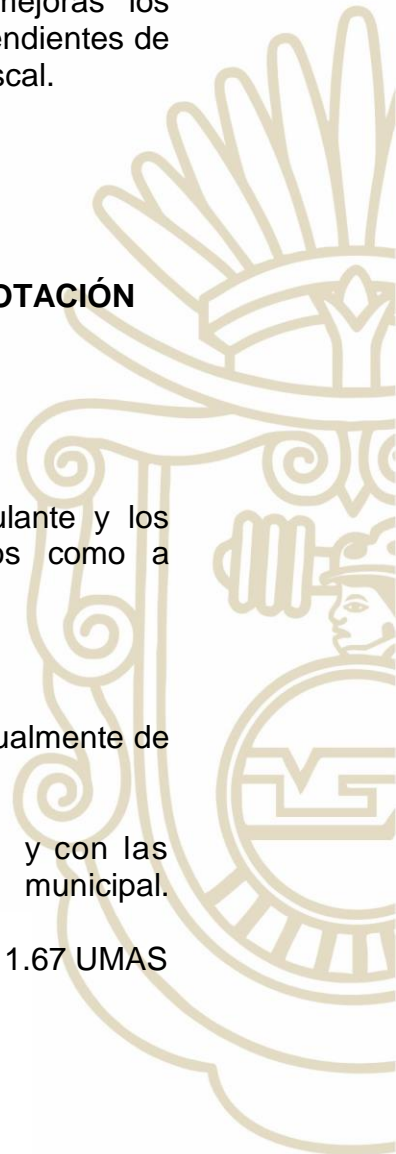 mejoras los
endientes de
scal.
OTACIÓN
ulante y los
os como a
ualmente de
y con las
municipal.
1.67 UMAS